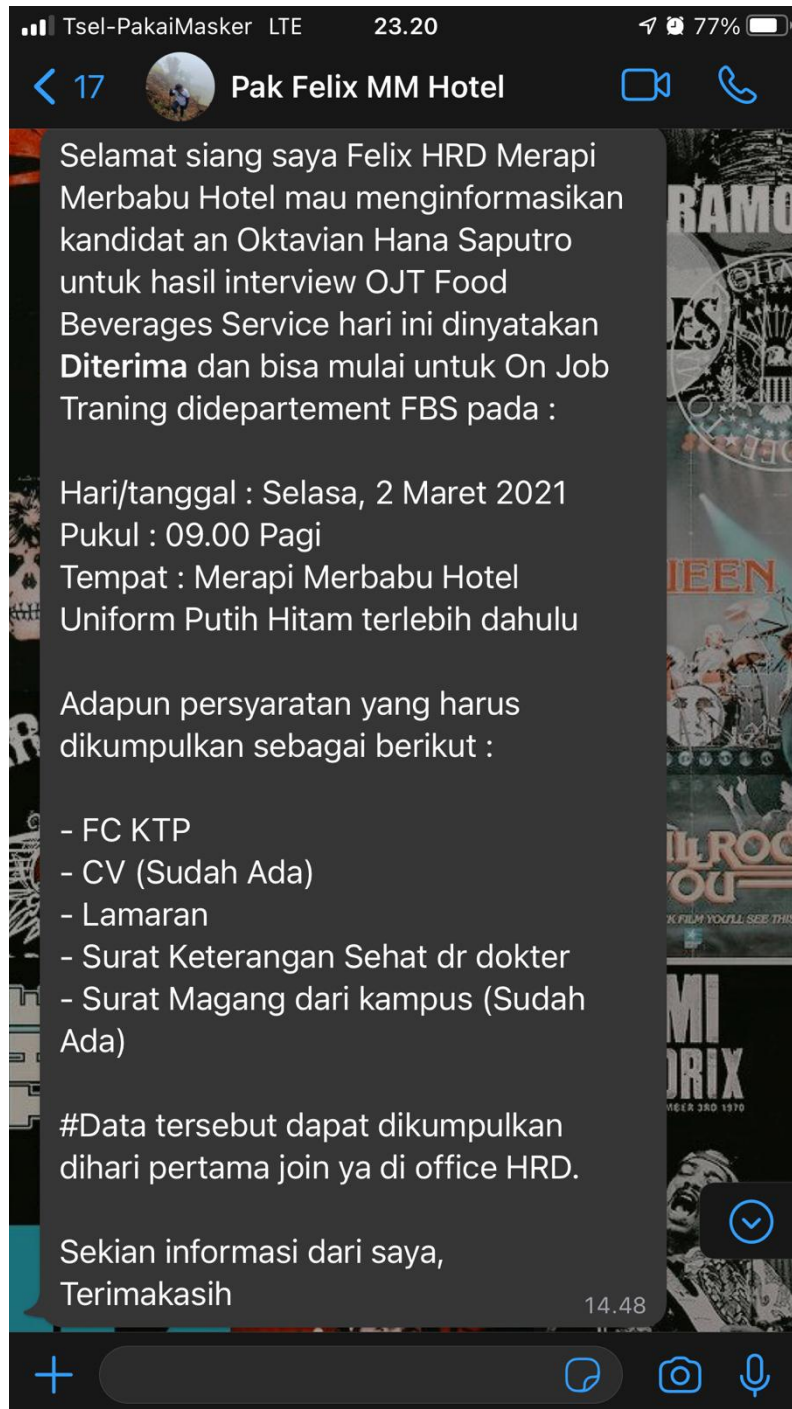 Tsel-PakaiMasker LTE 23.20 77%
17 Pak Felix MM Hotel
Selamat siang saya Felix HRD Merapi
Merbabu Hotel mau menginformasikan
kandidat an Oktavian Hana Saputro
untuk hasil interview OJT Food
Beverages Service hari ini dinyatakan
Diterima dan bisa mulai untuk On Job
Traning didepartement FBS pada :
Hari/tanggal : Selasa, 2 Maret 2021
Pukul : 09.00 Pagi
Tempat : Merapi Merbabu Hotel
Uniform Putih Hitam terlebih dahulu
Adapun persyaratan yang harus
dikumpulkan sebagai berikut :
- FC KTP
- CV (Sudah Ada)
- Lamaran
- Surat Keterangan Sehat dr dokter
- Surat Magang dari kampus (Sudah
Ada)
#Data tersebut dapat dikumpulkan
dihari pertama join ya di office HRD.
Sekian informasi dari saya,
Terimakasih
14.48